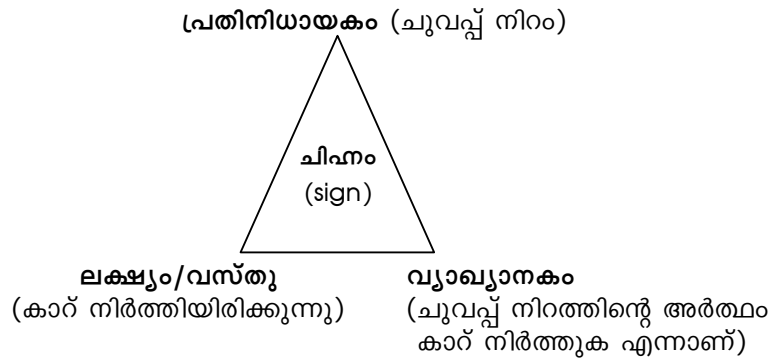 പ്രതിനിധായകം (ചുവപ്പ് നിറം)
ചിഹ്നം
(sign)
ലക്ഷ്യം/വസ്തു
(കാറ് നിർത്തിയിരിക്കുന്നു)
വ്യാഖ്യാനകം
(ചുവപ്പ് നിറത്തിന്റെ അർത്ഥം
കാറ് നിർത്തുക എന്നാണ്)